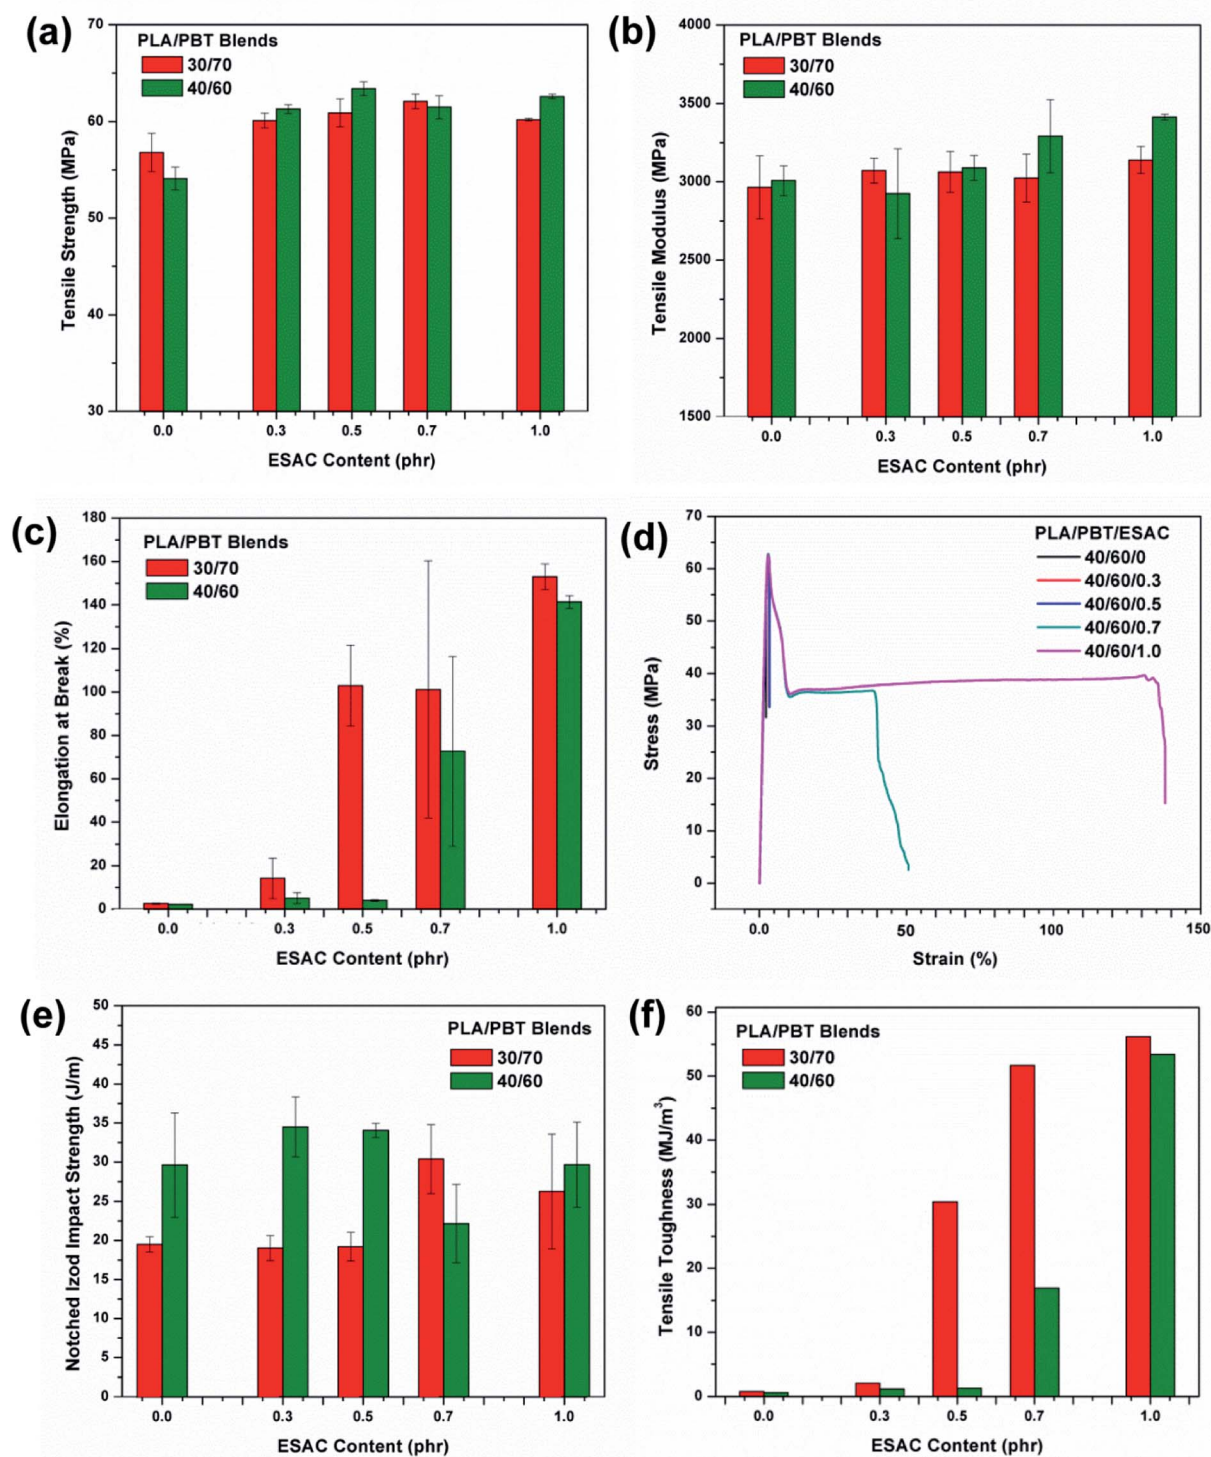 (a)
PLA/PBT Blends
30/70
40/60
Tensile Strength (MPa)
70
60
50
40
30
0.0 0.3 0.5 0.7 1.0
ESAC Content (phr)
(b)
PLA/PBT Blends
30/70
40/60
Tensile Modulus (MPa)
4000
3500
3000
2500
2000
1500
0.0 0.3 0.5 0.7 1.0
ESAC Content (phr)
(c)
PLA/PBT Blends
30/70
40/60
Elongation at Break (%)
180
160
140
120
100
80
60
40
20
0
0.0 0.3 0.5 0.7 1.0
ESAC Content (phr)
(d)
PLA/PBT/ESAC
40/60/0
40/60/0.3
40/60/0.5
40/60/0.7
40/60/1.0
Stress (MPa)
70
60
50
40
30
20
10
0
0.0 50 100 150
Strain (%)
(e)
PLA/PBT Blends
30/70
40/60
Notched Izod Impact Strength (J/m)
50
45
40
35
30
25
20
15
10
5
0
0.0 0.3 0.5 0.7 1.0
ESAC Content (phr)
(f)
PLA/PBT Blends
30/70
40/60
Tensile Toughness (MJ/m³)
60
50
40
30
20
10
0
0.0 0.3 0.5 0.7 1.0
ESAC Content (phr)